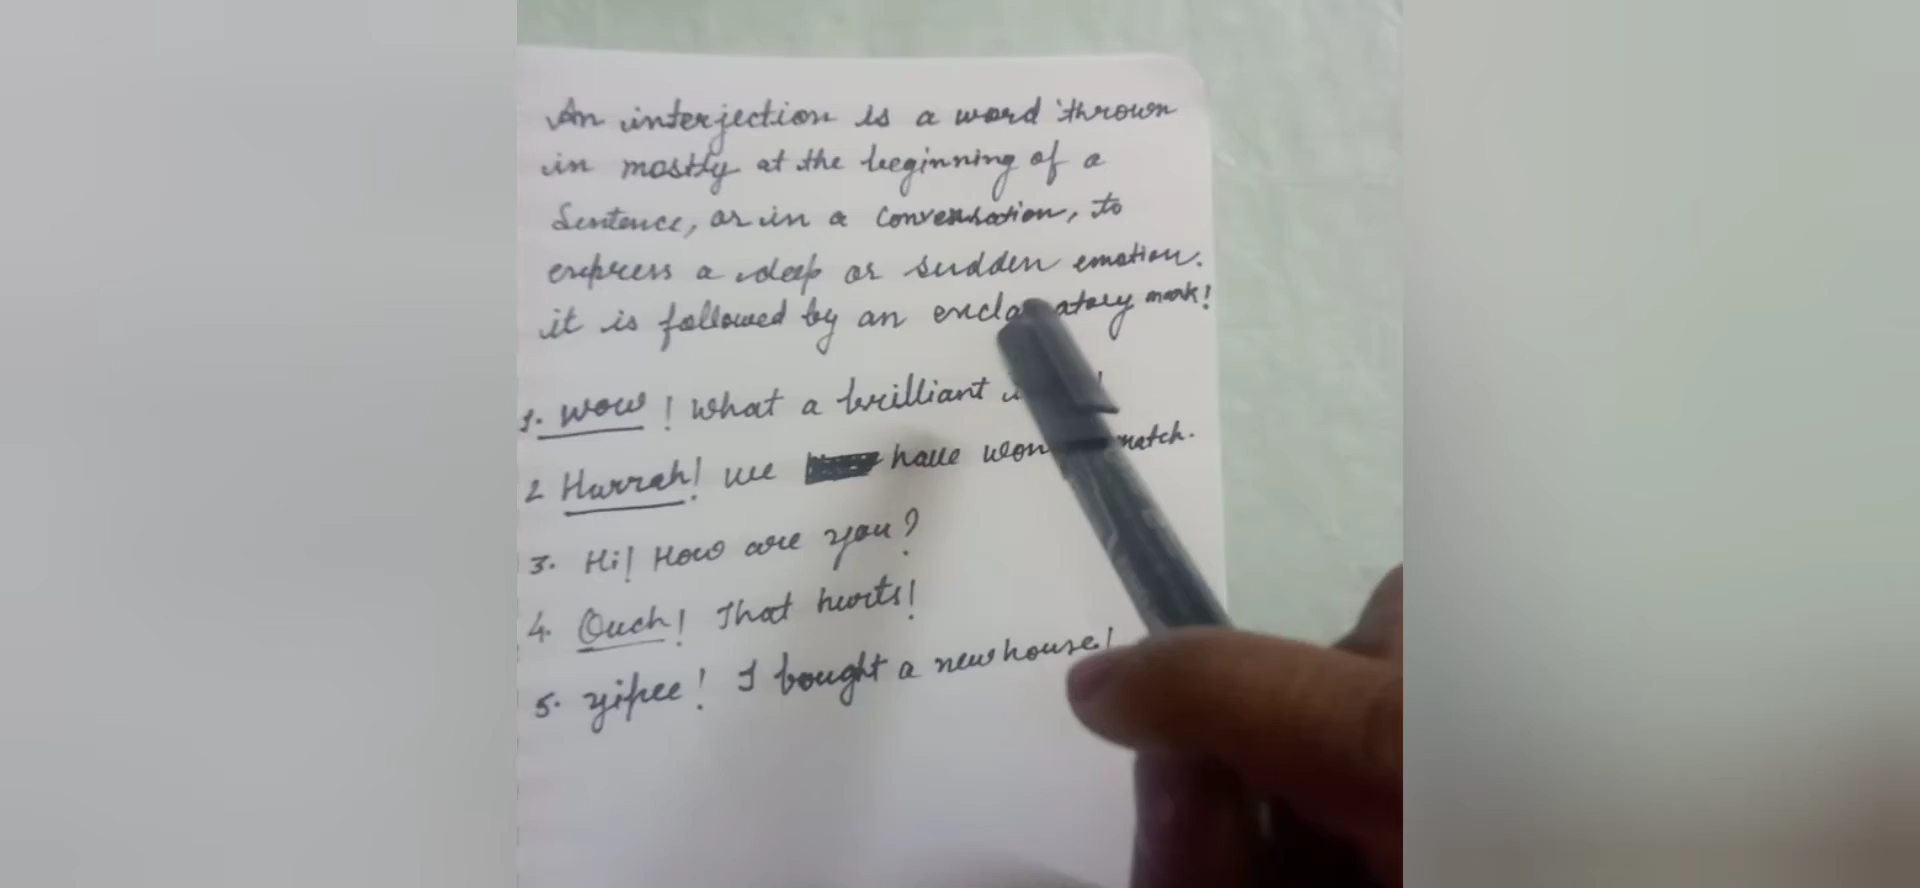 An interjection is a word thrown
in mostly at the beginning of a
Sentence, or in a Conversation, to
express a deep or sudden emotion.
it is followed by an exclamatory mark!
1. Wow! What a brilliant
2 Hurrah! we have won match.
3. Hi! How are you?
4. Ouch! That hurts!
5. yipee! I bought a new house!